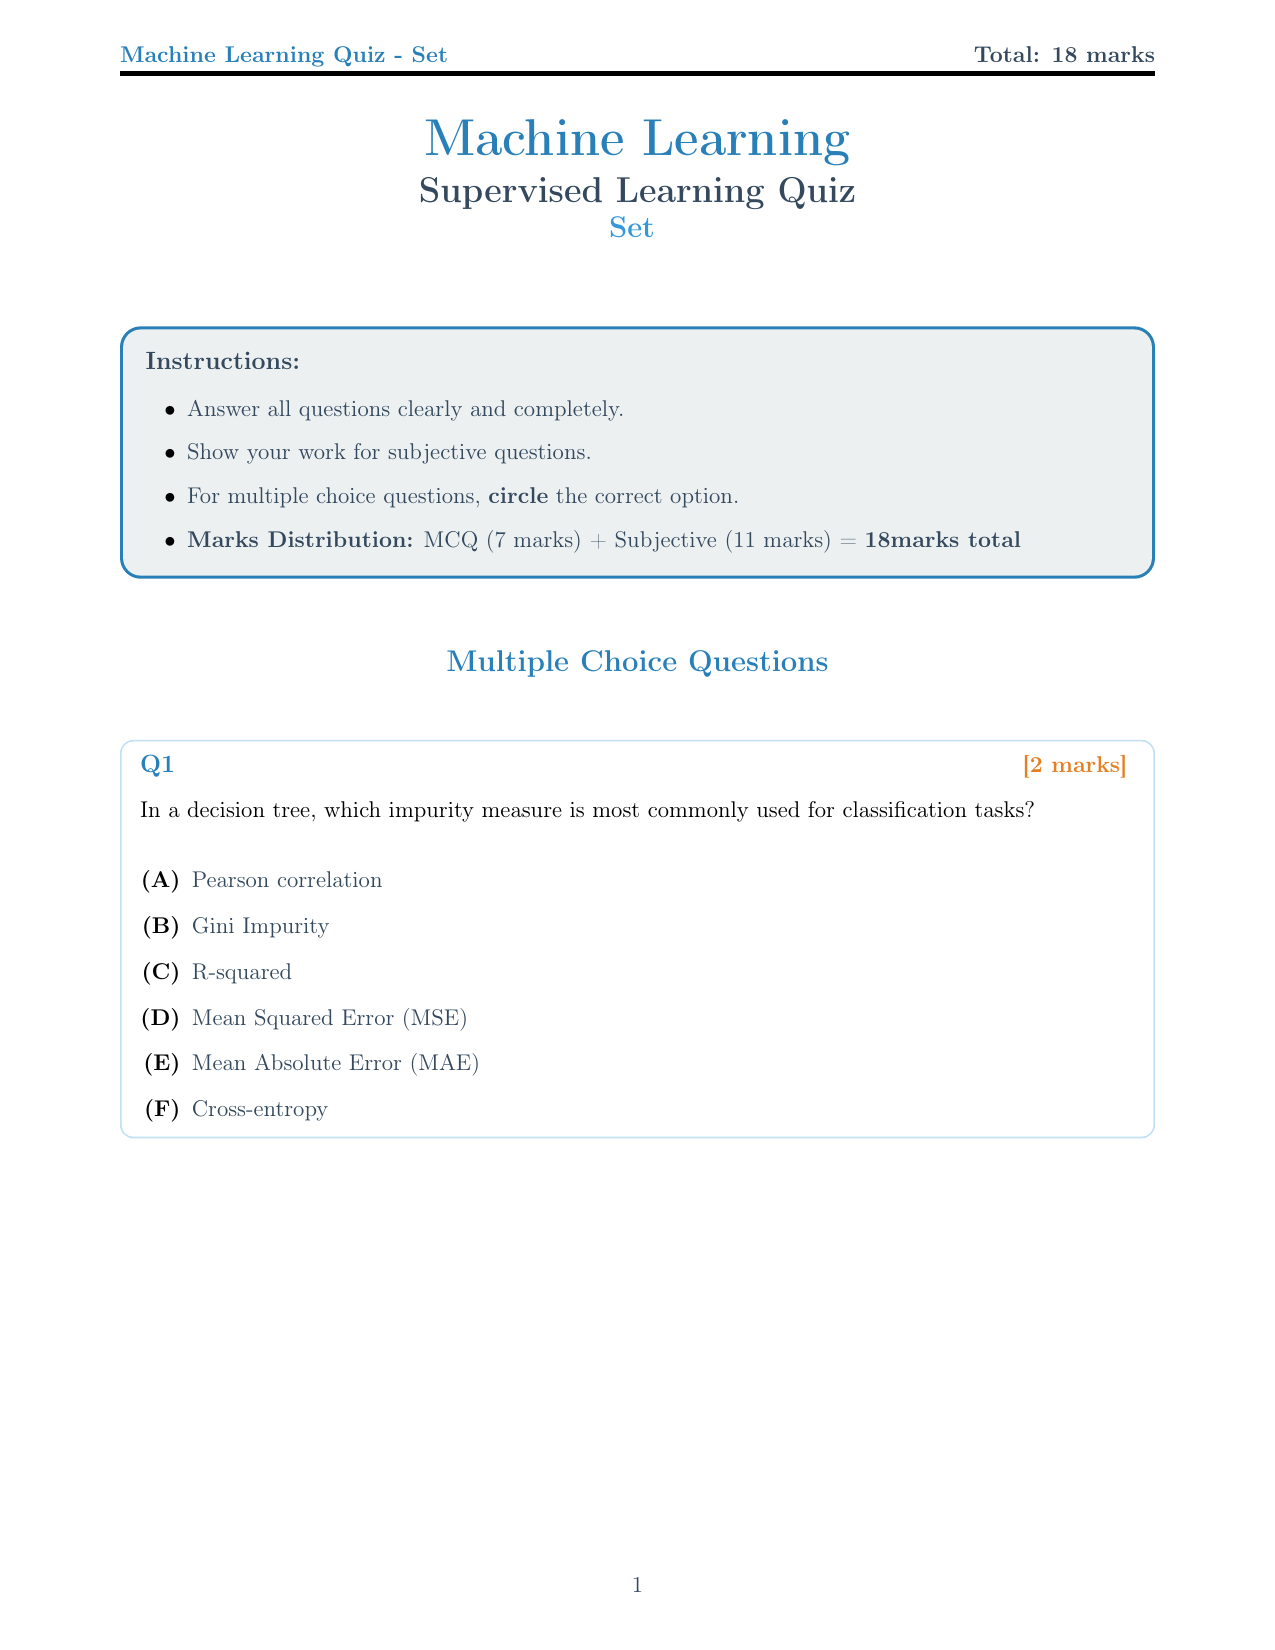 Machine Learning Quiz - Set
Total: 18 marks
Machine Learning
Supervised Learning Quiz
Set
Instructions:
• Answer all questions clearly and completely.
• Show your work for subjective questions.
• For multiple choice questions, circle the correct option.
• Marks Distribution: MCQ (7 marks) + Subjective (11 marks) = 18marks total
Multiple Choice Questions
Q1
[2 marks]
In a decision tree, which impurity measure is most commonly used for classification tasks?
(A) Pearson correlation
(B) Gini Impurity
(C) R-squared
(D) Mean Squared Error (MSE)
(E) Mean Absolute Error (MAE)
(F) Cross-entropy
1